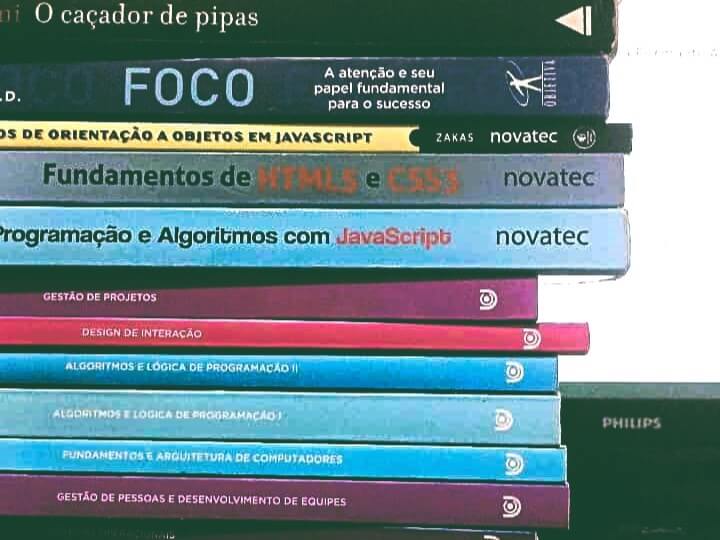 ni O caçador de pipas
.D. FOCO A atenção e seu
papel fundamental
para o sucesso
OBJETIVA
OS DE ORIENTAÇÃO A OBJETOS EM JAVASCRIPT ZAKAS novatec
Fundamentos de HTML5 e CSS3 novatec
Programação e Algoritmos com JavaScript novatec
GESTÃO DE PROJETOS
DESIGN DE INTERAÇÃO
ALGORITMOS E LÓGICA DE PROGRAMAÇÃO II
ALGORITMOS E LÓGICA DE PROGRAMAÇÃO I
PHILIPS
FUNDAMENTOS E ARQUITETURA DE COMPUTADORES
GESTÃO DE PESSOAS E DESENVOLVIMENTO DE EQUIPES